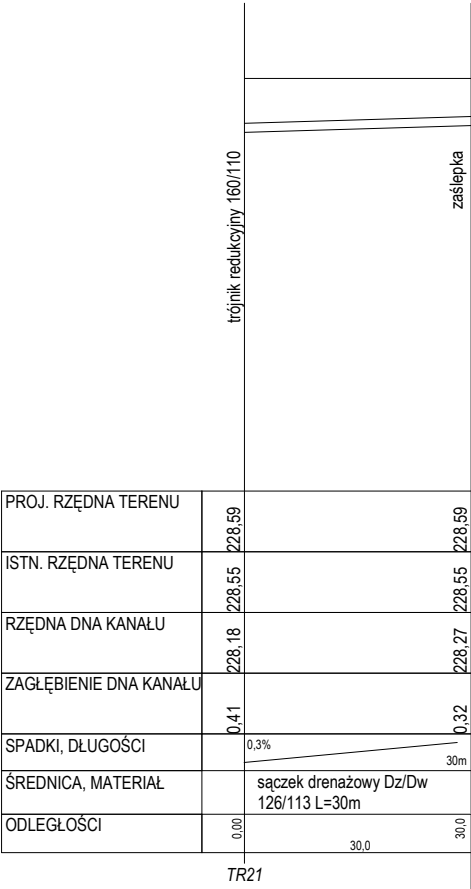 trójnik redukcyjny 160/110
zaślepka
PROJ. RZĘDNA TERENU
228,59
228,59
ISTN. RZĘDNA TERENU
228,55
228,55
RZĘDNA DNA KANAŁU
228,18
228,27
ZAGŁĘBIENIE DNA KANAŁU
0,41
0,32
SPADKI, DŁUGOŚCI
0,3%
30m
ŚREDNICA, MATERIAŁ
sączek drenażowy Dz/Dw
126/113 L=30m
ODLEGŁOŚCI
0,00
30,0
30,0
TR21